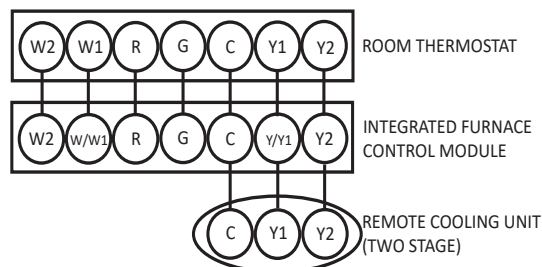 W2 W1 R G C Y1 Y2 ROOM THERMOSTAT
W2 W/W1 R G C Y/Y1 Y2 INTEGRATED FURNACE
CONTROL MODULE
C Y1 Y2 REMOTE COOLING UNIT
(TWO STAGE)